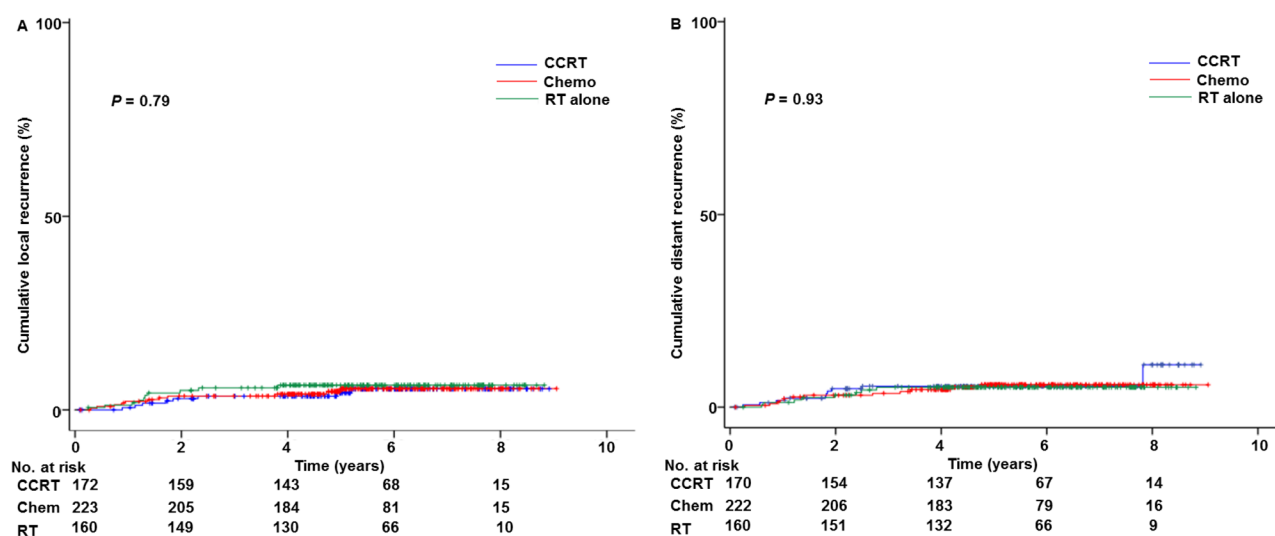 A
100
50
0
Cumulative local recurrence (%)
P = 0.79
CCRT
Chemo
RT alone
0 2 4 6 8 10
Time (years)
No. at risk
CCRT 172 159 143 68 15
Chem 223 205 184 81 15
RT 160 149 130 66 10
B
100
50
0
Cumulative distant recurrence (%)
P = 0.93
CCRT
Chemo
RT alone
0 2 4 6 8 10
Time (years)
No. at risk
CCRT 170 154 137 67 14
Chem 222 206 183 79 16
RT 160 151 132 66 9